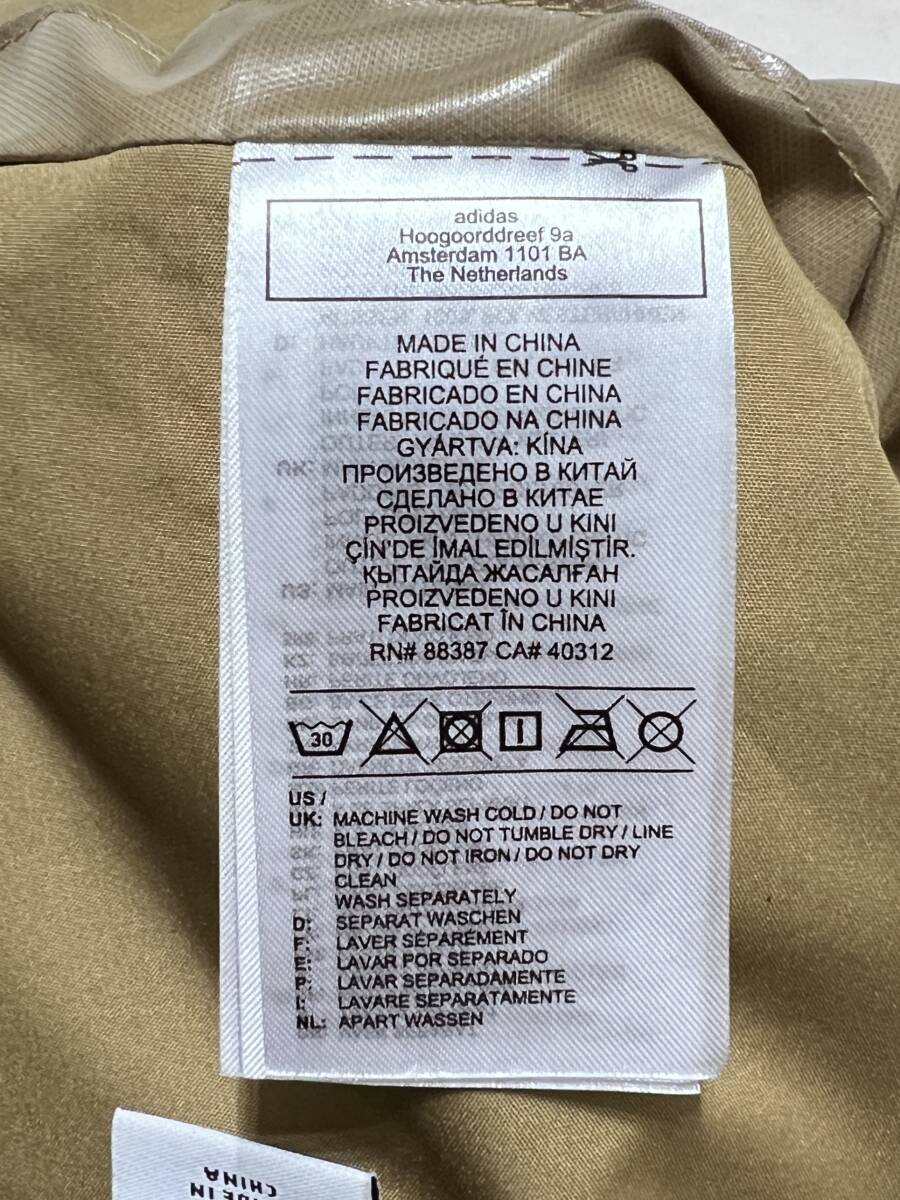 adidas
Hoogoorddreef 9a
Amsterdam 1101 BA
The Netherlands
MADE IN CHINA
FABRIQUÉ EN CHINE
FABRICADO EN CHINA
FABRICADO NA CHINA
GYÁRTVA: KÍNA
ПРОИЗВЕДЕНО В КИТАЙ
СДЕЛАНО В КИТАЕ
PROIZVEDENO U KINI
ÇİN'DE İMAL EDİLMİŞTİR.
ҚЫТАЙДА ЖАСАЛҒАН
PROIZVEDENO U KINI
FABRICAT ÎN CHINA
RN# 88387 CA# 40312
30
US /
UK: MACHINE WASH COLD / DO NOT
BLEACH / DO NOT TUMBLE DRY / LINE
DRY / DO NOT IRON / DO NOT DRY
CLEAN
WASH SEPARATELY
D: SEPARAT WASCHEN
F: LAVER SÉPARÉMENT
E: LAVAR POR SEPARADO
P: LAVAR SEPARADAMENTE
I: LAVARE SEPARATAMENTE
NL: APART WASSEN
CHINA
IN